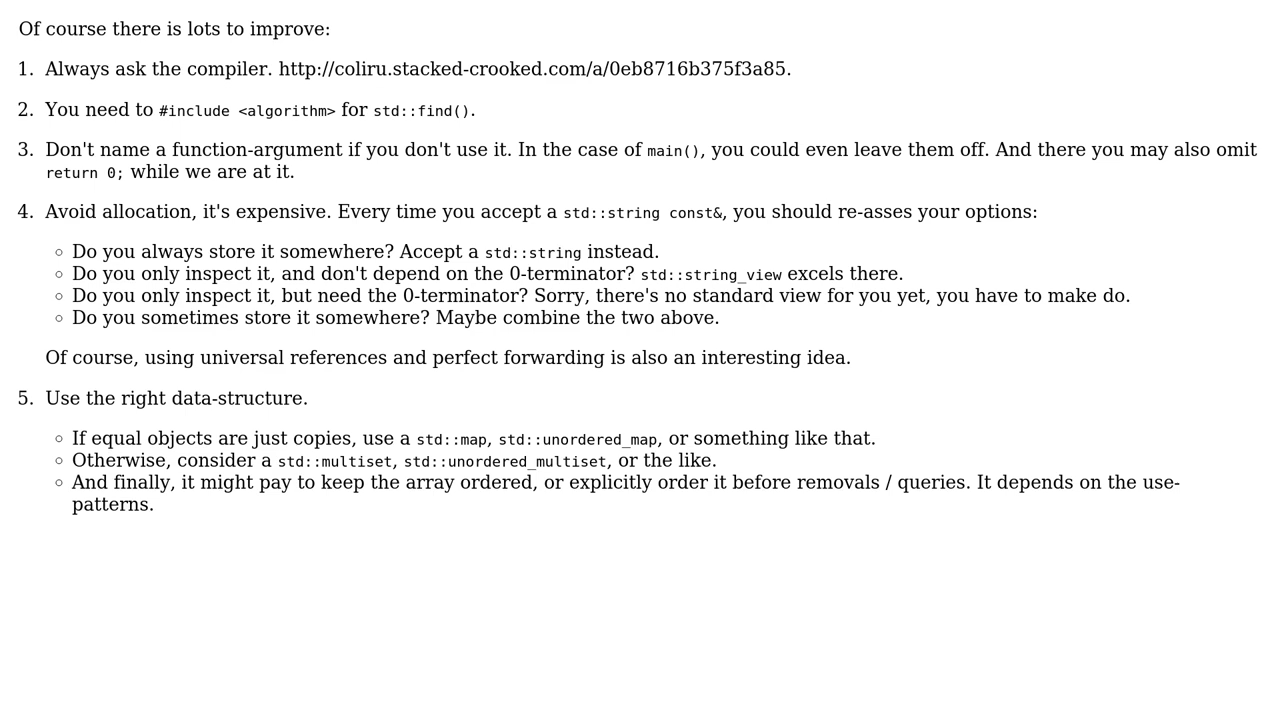 Of course there is lots to improve:
1. Always ask the compiler. http://coliru.stacked-crooked.com/a/0eb8716b375f3a85.
2. You need to #include <algorithm> for std::find().
3. Don't name a function-argument if you don't use it. In the case of main(), you could even leave them off. And there you may also omit
return 0; while we are at it.
4. Avoid allocation, it's expensive. Every time you accept a std::string const&, you should re-asses your options:
◦ Do you always store it somewhere? Accept a std::string instead.
◦ Do you only inspect it, and don't depend on the 0-terminator? std::string_view excels there.
◦ Do you only inspect it, but need the 0-terminator? Sorry, there's no standard view for you yet, you have to make do.
◦ Do you sometimes store it somewhere? Maybe combine the two above.
Of course, using universal references and perfect forwarding is also an interesting idea.
5. Use the right data-structure.
◦ If equal objects are just copies, use a std::map, std::unordered_map, or something like that.
◦ Otherwise, consider a std::multiset, std::unordered_multiset, or the like.
◦ And finally, it might pay to keep the array ordered, or explicitly order it before removals / queries. It depends on the use-
patterns.